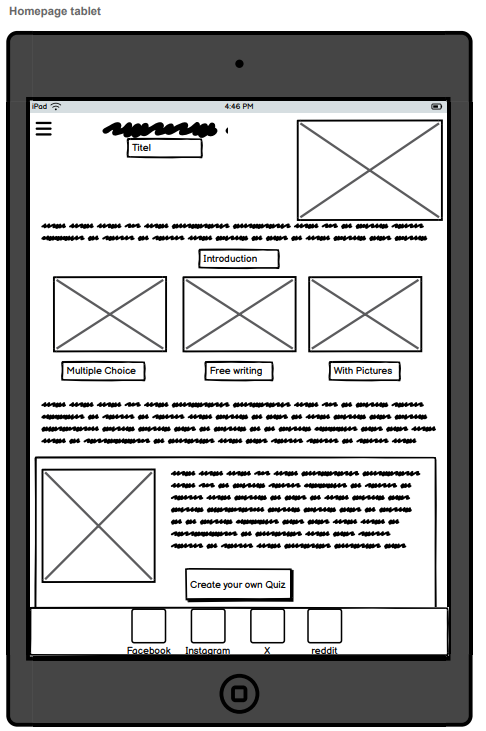 Homepage tablet
iPad 4:46 PM
Titel
Introduction
Multiple Choice Free writing With Pictures
Create your own Quiz
Facebook Instagram X reddit